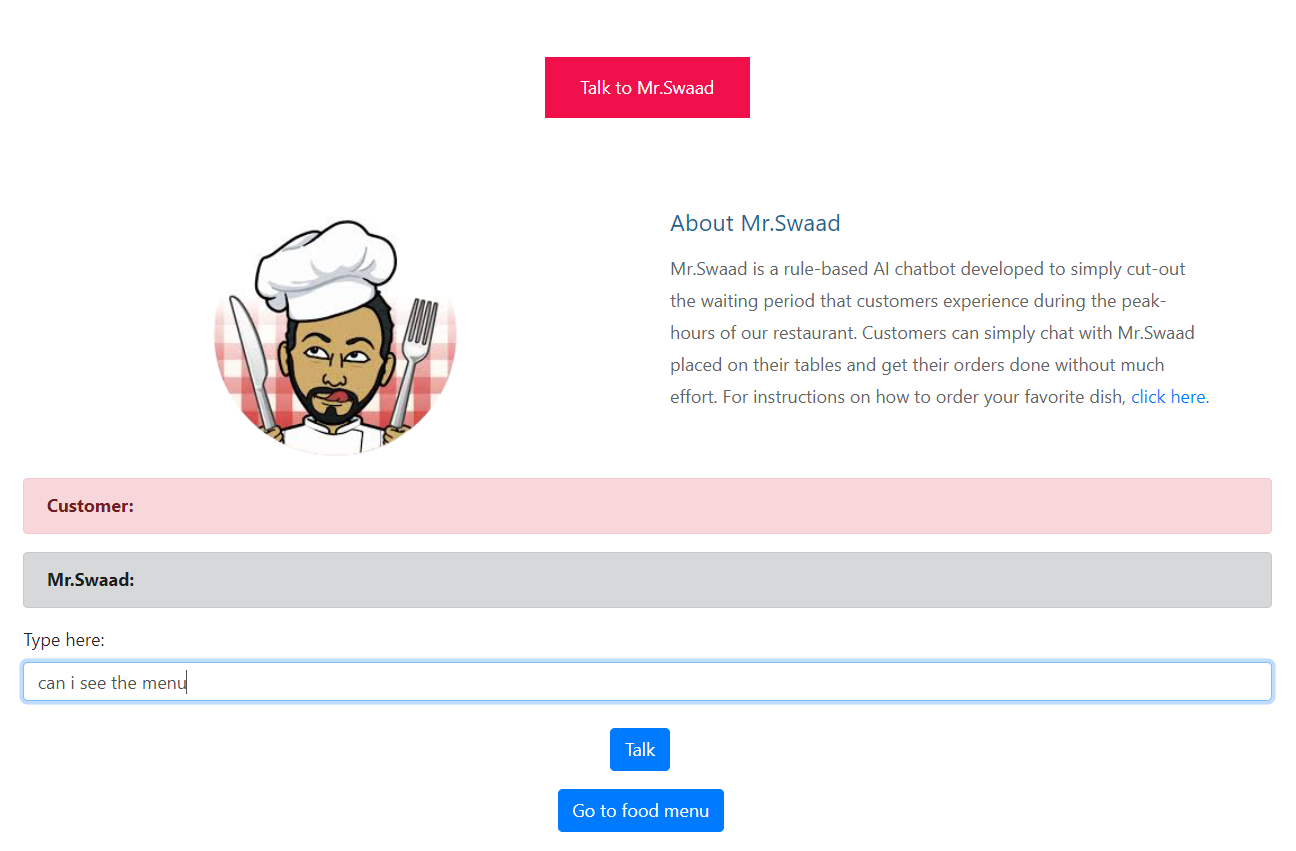 Talk to Mr.Swaad
About Mr.Swaad
Mr.Swaad is a rule-based AI chatbot developed to simply cut-out
the waiting period that customers experience during the peak-
hours of our restaurant. Customers can simply chat with Mr.Swaad
placed on their tables and get their orders done without much
effort. For instructions on how to order your favorite dish, click here.
Customer:
Mr.Swaad:
Type here:
can i see the menu
Talk
Go to food menu